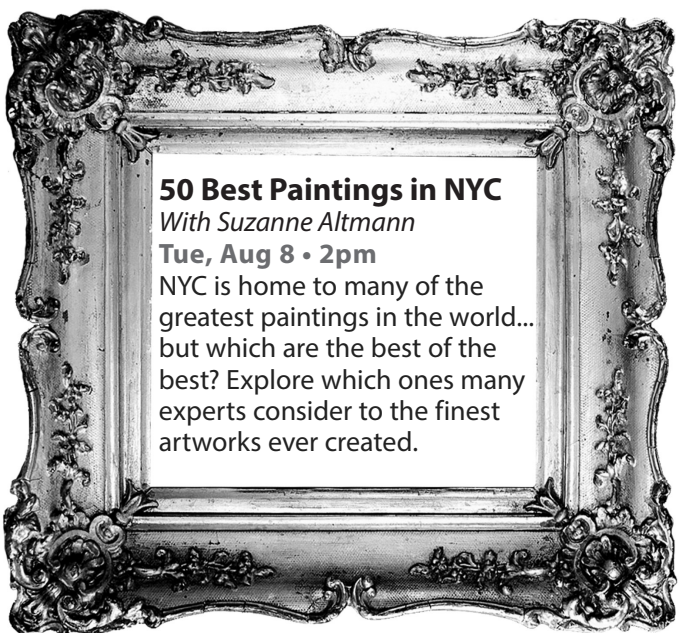 50 Best Paintings in NYC
With Suzanne Altmann
Tue, Aug 8 • 2pm
NYC is home to many of the
greatest paintings in the world...
but which are the best of the
best? Explore which ones many
experts consider to the finest
artworks ever created.